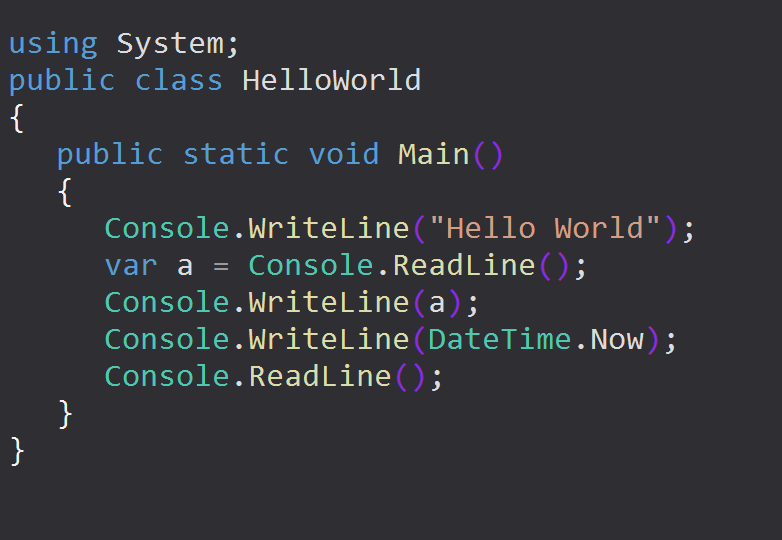 using System;
public class HelloWorld
{
    public static void Main()
    {
        Console.WriteLine("Hello World");
        var a = Console.ReadLine();
        Console.WriteLine(a);
        Console.WriteLine(DateTime.Now);
        Console.ReadLine();
    }
}